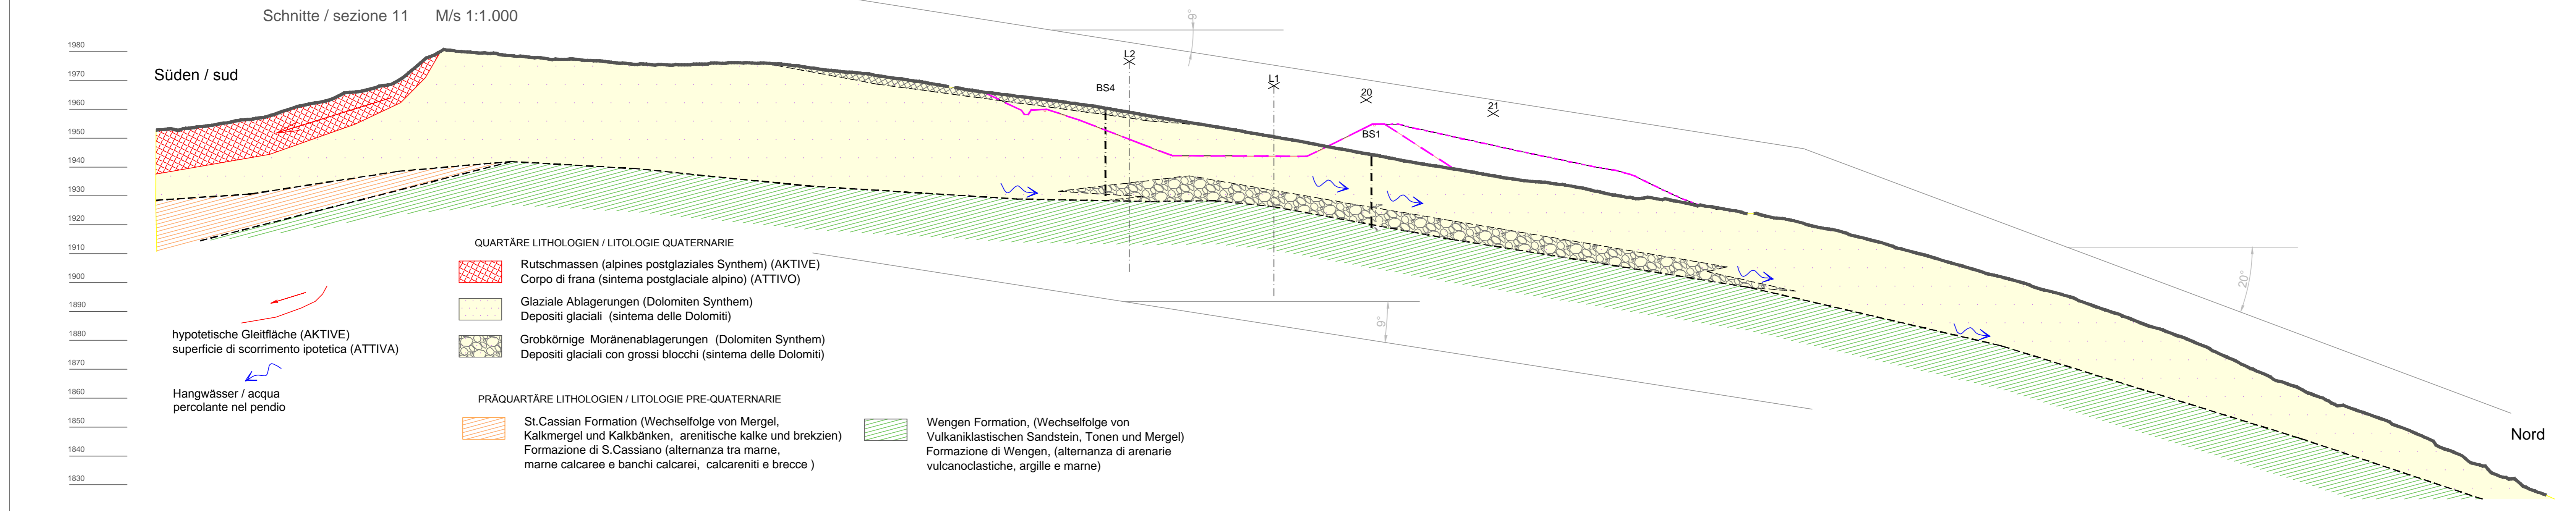 Schnitte / sezione 11 M/s 1:1.000
9°
1980
1970
1960
1950
1940
1930
1920
1910
1900
1890
1880
1870
1860
1850
1840
1830
Süden / sud
L2
L1
BS4
20
21
BS1
9°
20°
Nord
hypotetische Gleitfläche (AKTIVE)
superficie di scorrimento ipotetica (ATTIVA)
Hangwässer / acqua
percolante nel pendio
QUARTÄRE LITHOLOGIEN / LITOLOGIE QUATERNARIE
Rutschmassen (alpines postglaziales Synthem) (AKTIVE)
Corpo di frana (sintema postglaciale alpino) (ATTIVO)
Glaziale Ablagerungen (Dolomiten Synthem)
Depositi glaciali (sintema delle Dolomiti)
Grobkörnige Moränenablagerungen (Dolomiten Synthem)
Depositi glaciali con grossi blocchi (sintema delle Dolomiti)
PRÄQUARTÄRE LITHOLOGIEN / LITOLOGIE PRE-QUATERNARIE
St.Cassian Formation (Wechselfolge von Mergel,
Kalkmergel und Kalkbänken, arenitische kalke und brekzien)
Formazione di S.Cassiano (alternanza tra marne,
marne calcaree e banchi calcarei, calcareniti e brecce )
Wengen Formation, (Wechselfolge von
Vulkaniklastischen Sandstein, Tonen und Mergel)
Formazione di Wengen, (alternanza di arenarie
vulcanoclastiche, argille e marne)